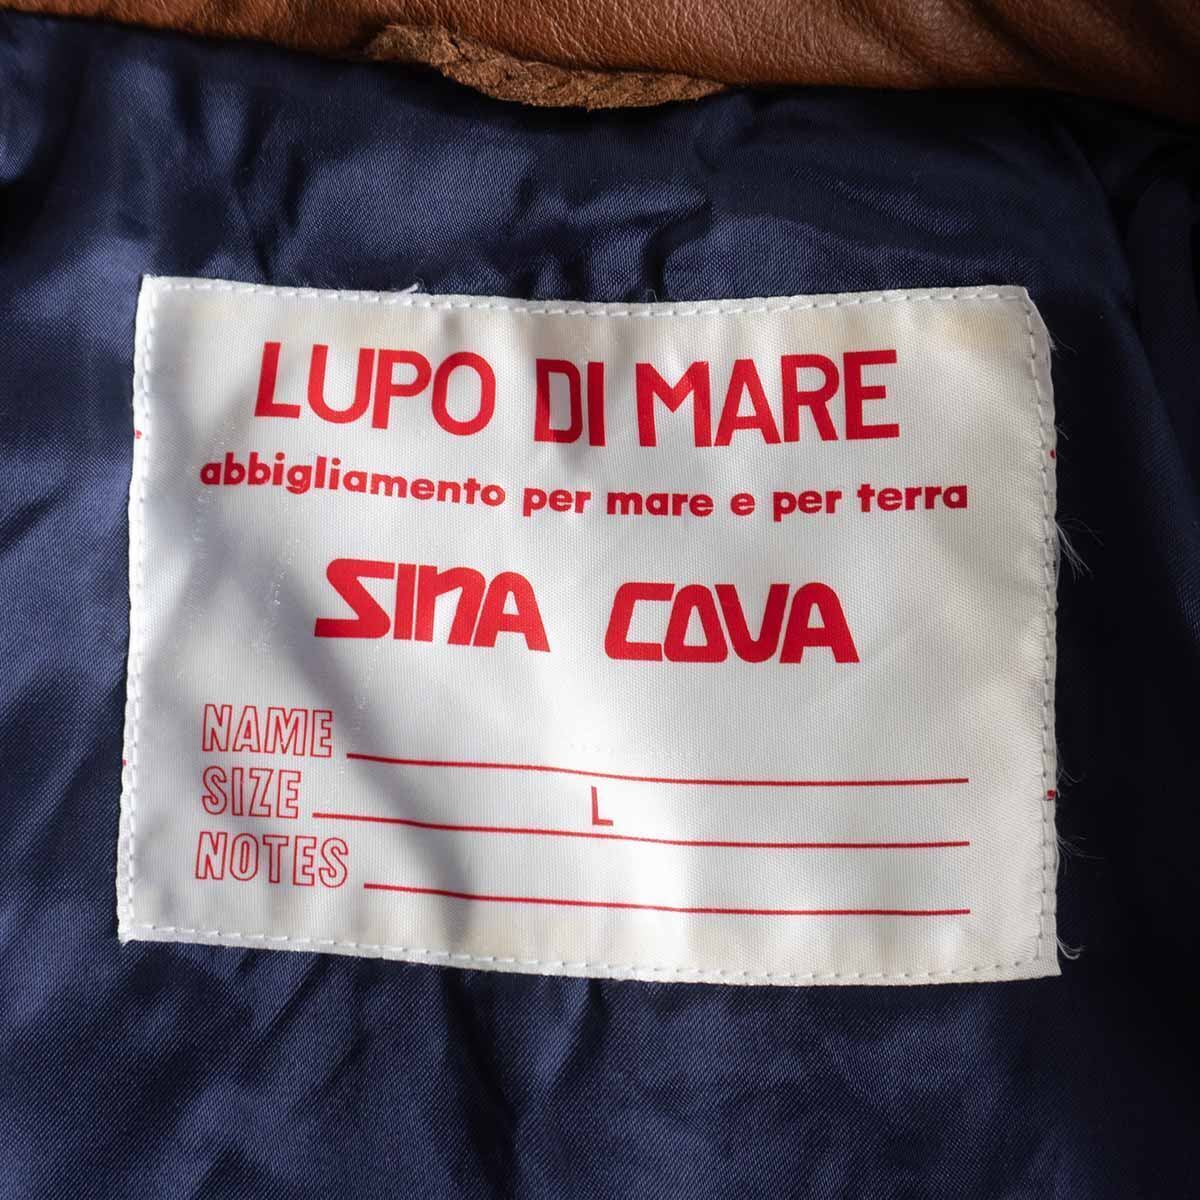 LUPO DI MARE
abbigliamento per mare e per terra
SINA COVA
NAME
SIZE L
NOTES